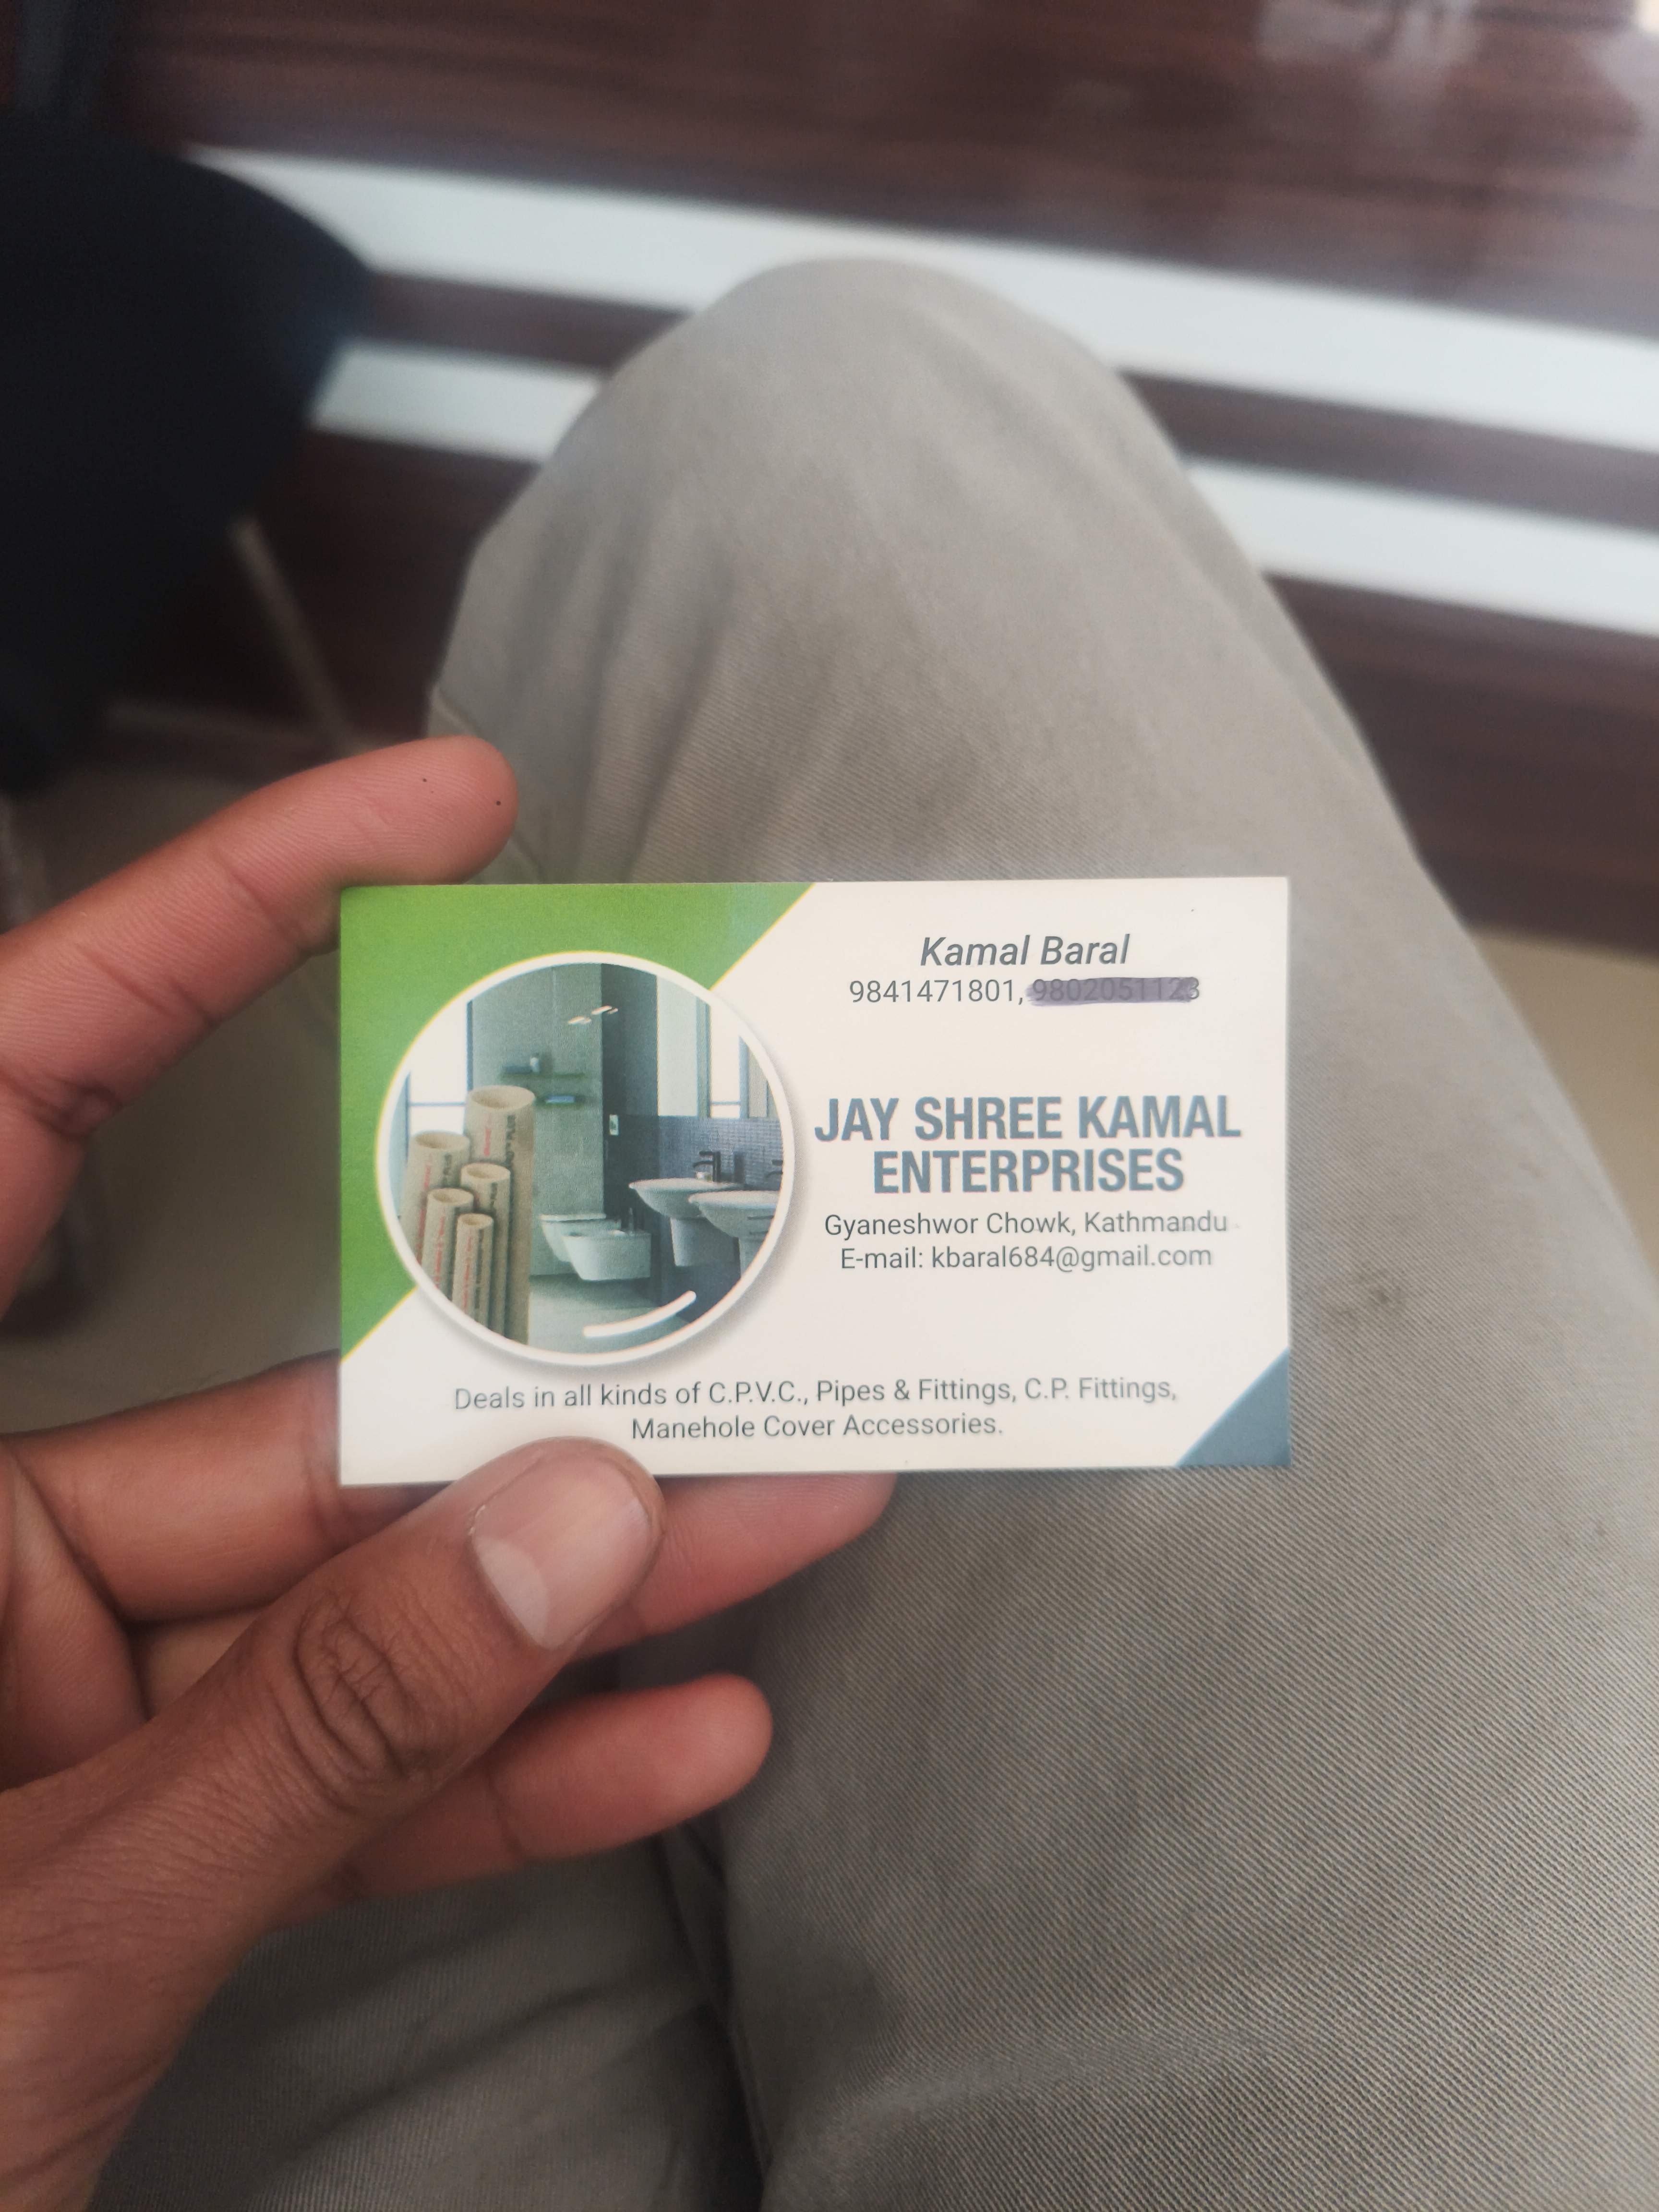 Kamal Baral
9841471801, 9802051123
JAY SHREE KAMAL
ENTERPRISES
Gyaneshwor Chowk, Kathmandu
E-mail: kbaral684@gmail.com
Deals in all kinds of C.P.V.C., Pipes & Fittings, C.P. Fittings,
Manehole Cover Accessories.